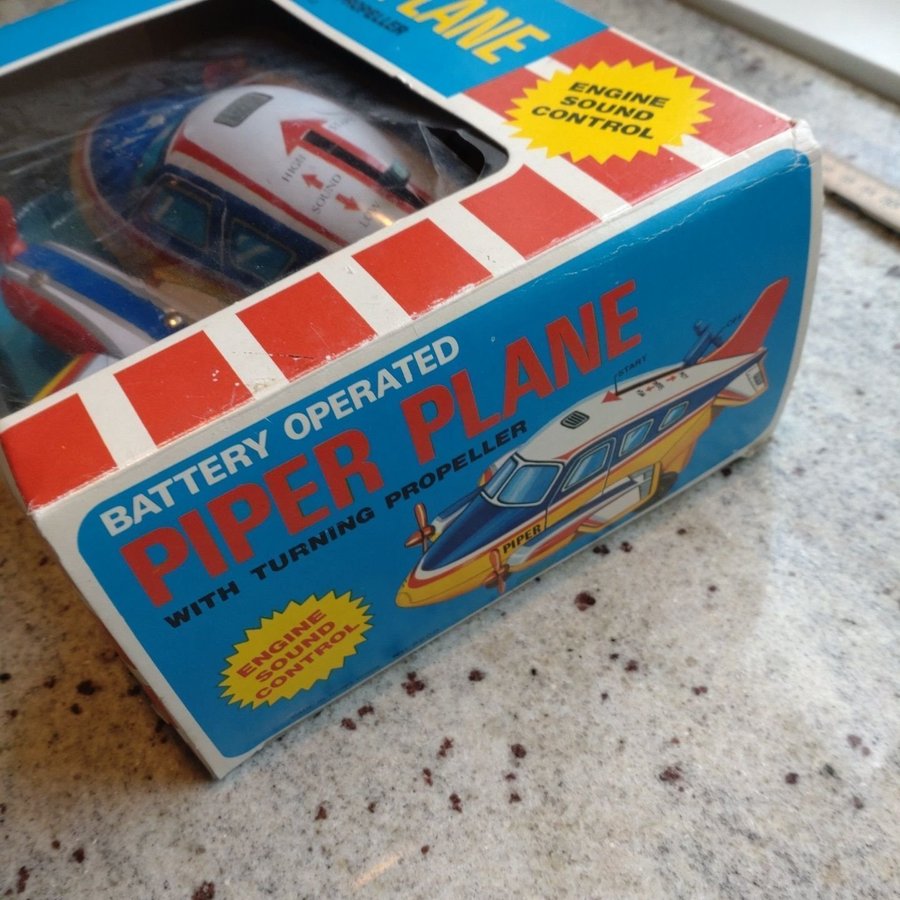 PLANE
PROPELLER
ENGINE
SOUND
CONTROL
HIGH
SOUND
LOW
BATTERY OPERATED
PIPER PLANE
WITH TURNING PROPELLER
START
OFF
PIPER
ENGINE
SOUND
CONTROL